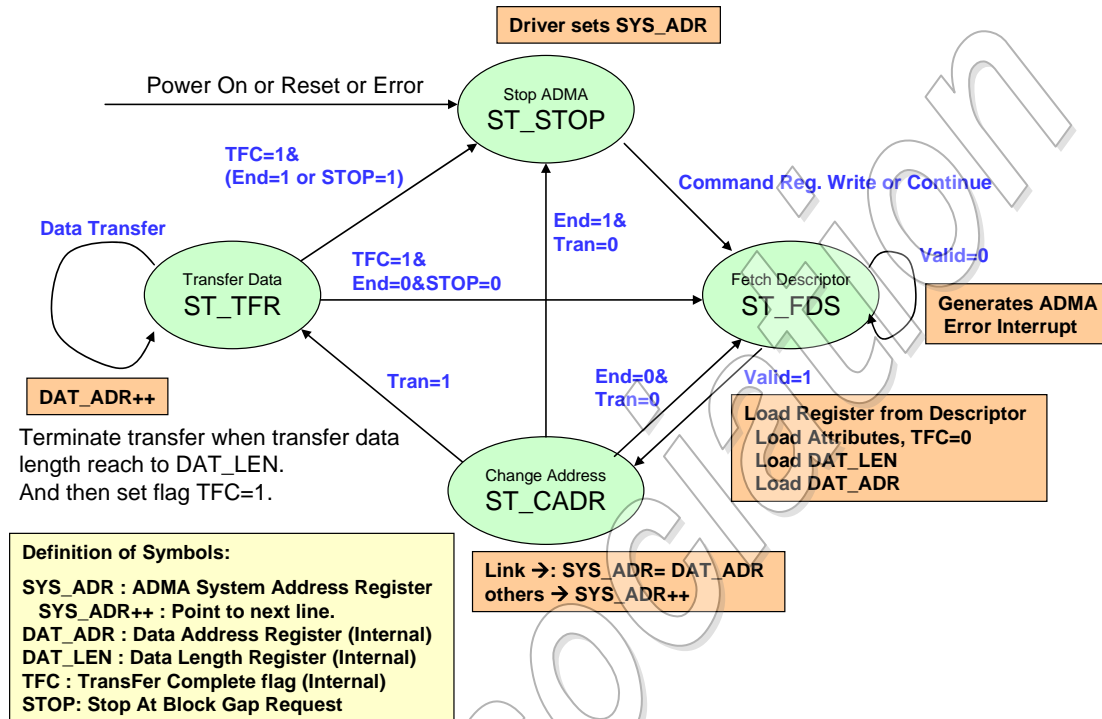 Driver sets SYS_ADR
Power On or Reset or Error
Stop ADMA
ST_STOP
TFC=1&
(End=1 or STOP=1)
Command Reg. Write or Continue
End=1&
Tran=0
Data Transfer
Valid=0
TFC=1&
End=0&STOP=0
Transfer Data
ST_TFR
Fetch Descriptor
ST_FDS
Generates ADMA
Error Interrupt
DAT_ADR++
Tran=1
End=0&
Tran=0
Valid=1
Terminate transfer when transfer data
length reach to DAT_LEN.
And then set flag TFC=1.
Load Register from Descriptor
Load Attributes, TFC=0
Load DAT_LEN
Load DAT_ADR
Change Address
ST_CADR
Link →: SYS_ADR= DAT_ADR
others → SYS_ADR++
Definition of Symbols:
SYS_ADR : ADMA System Address Register
SYS_ADR++ : Point to next line.
DAT_ADR : Data Address Register (Internal)
DAT_LEN : Data Length Register (Internal)
TFC : TransFer Complete flag (Internal)
STOP: Stop At Block Gap Request
ociation